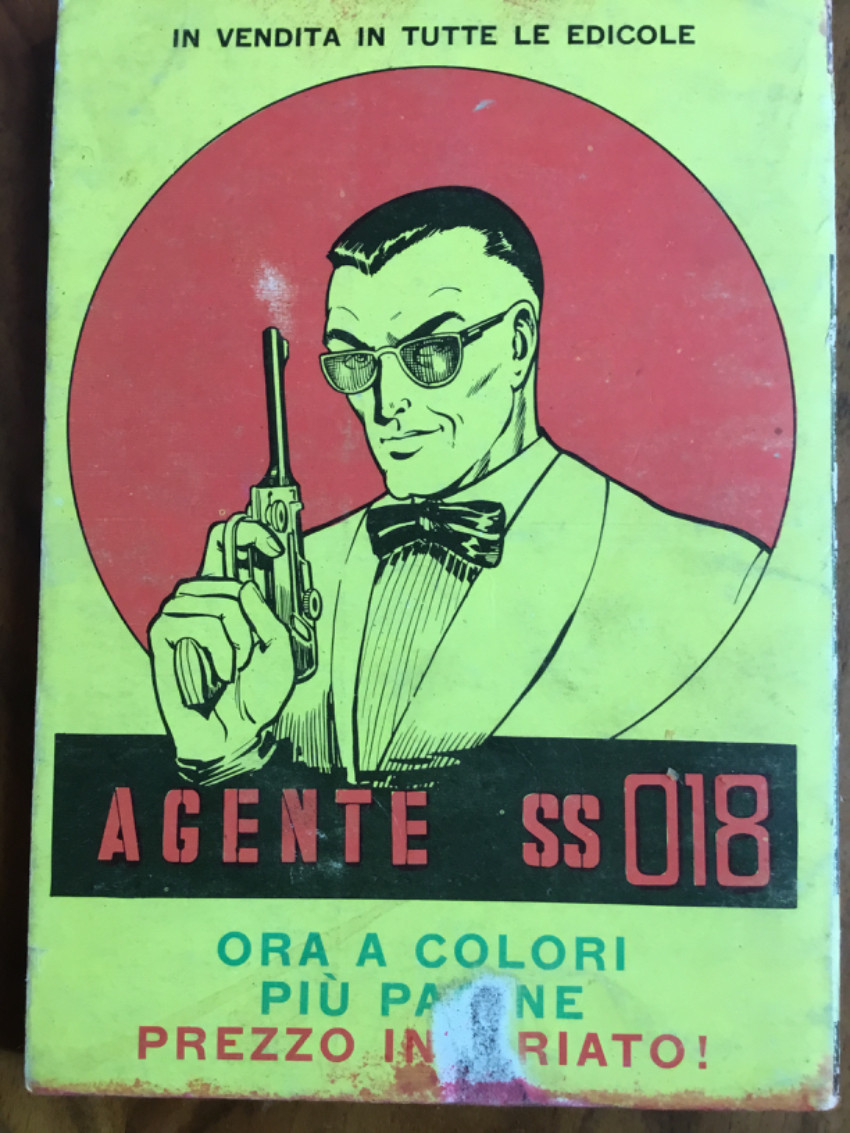 IN VENDITA IN TUTTE LE EDICOLE
AGENTE SS 018
ORA A COLORI
PIÙ
PREZZO